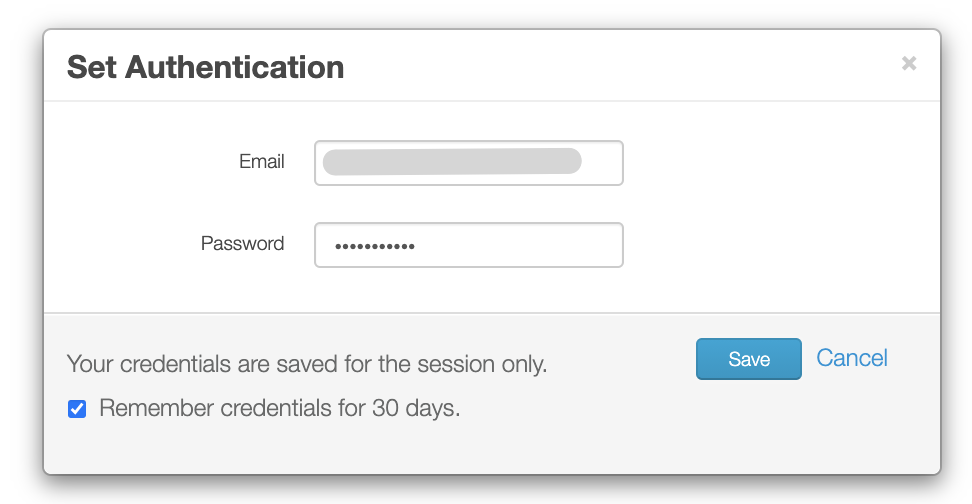 Set Authentication ×
Email
Password •••••••••••
Your credentials are saved for the session only.
Save Cancel
Remember credentials for 30 days.